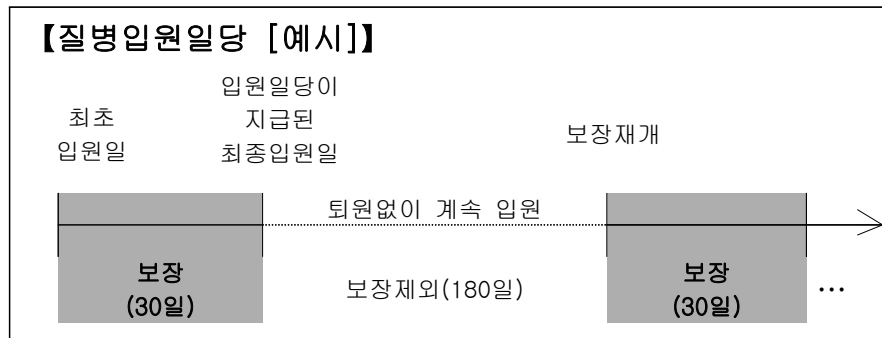 【질병입원일당 [예시]】
최초
입원일
입원일당이
지급된
최종입원일
보장재개
퇴원없이 계속 입원
보장
(30일)
보장제외(180일)
보장
(30일)
…